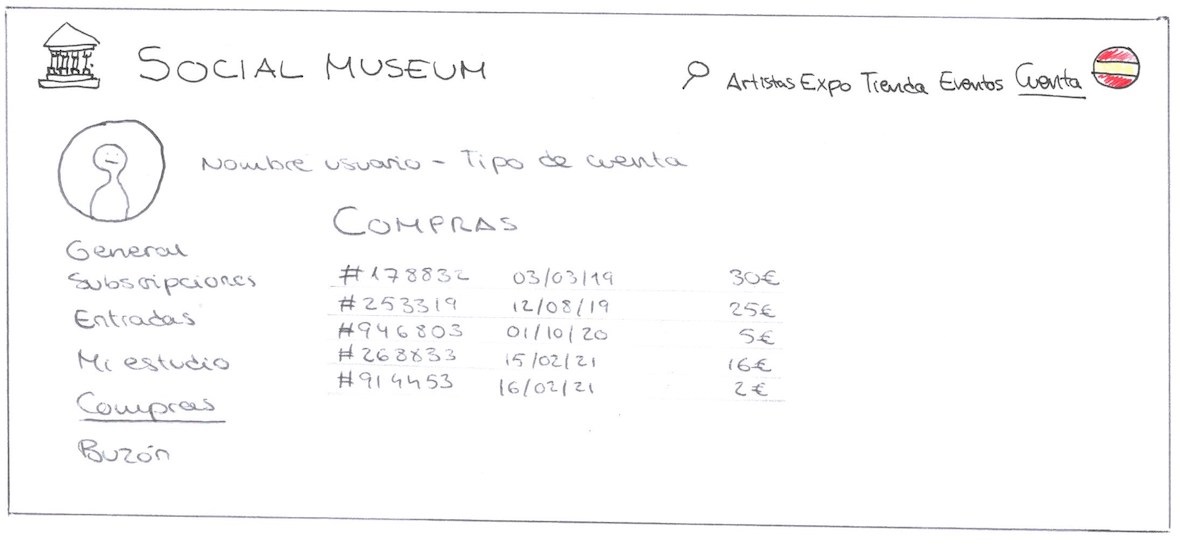 SOCIAL MUSEUM
Artistas Expo Tienda Eventos Cuenta
Nombre usuario - Tipo de cuenta
COMPRAS
General
Subscripciones
Entradas
Mi estudio
Compras
Buzón
#178832 03/03/19 30€
#253319 12/08/19 25€
#946803 01/10/20 5€
#268833 15/02/21 16€
#914453 16/02/21 2€